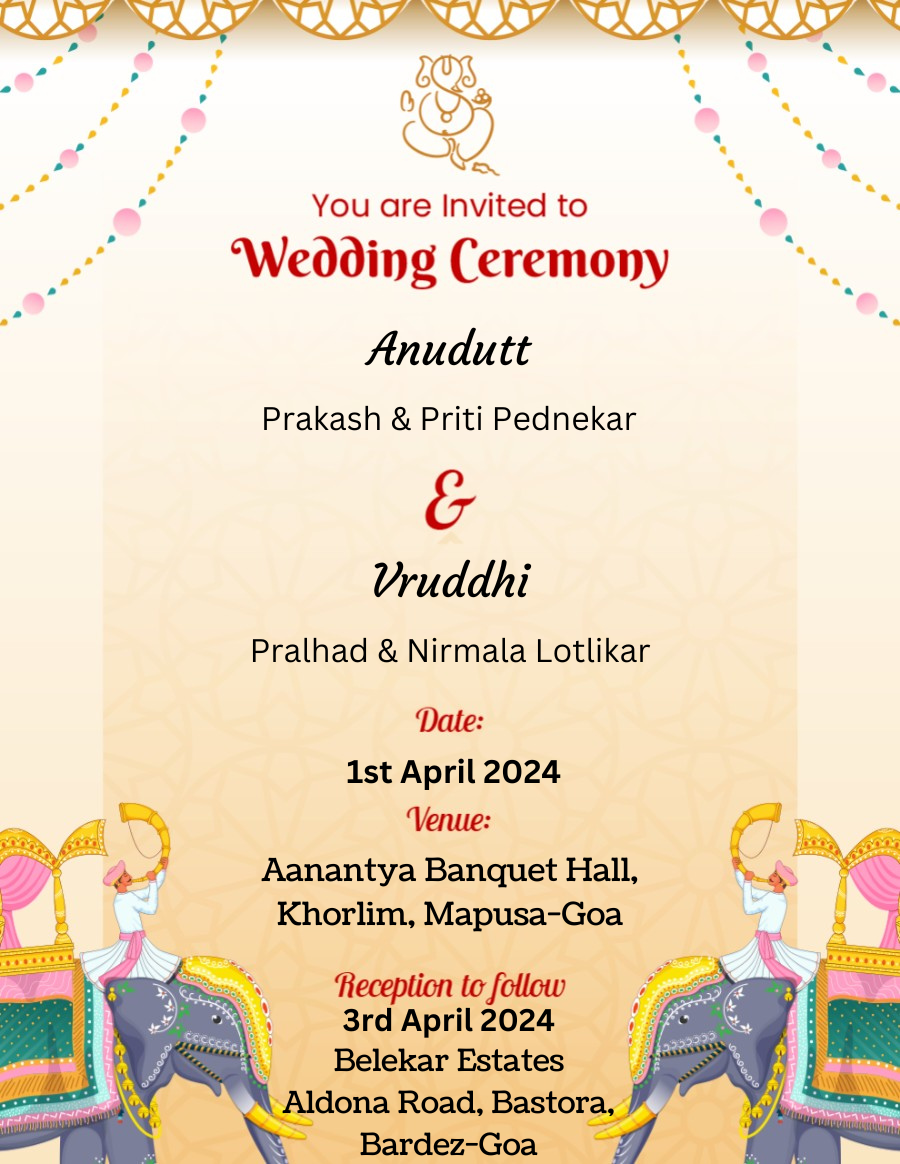 You are Invited to
Wedding Ceremony
Anudutt
Prakash & Priti Pednekar
&
Vruddhi
Pralhad & Nirmala Lotlikar
Date:
1st April 2024
Venue:
Aanantya Banquet Hall,
Khorlim, Mapusa-Goa
Reception to follow
3rd April 2024
Belekar Estates
Aldona Road, Bastora,
Bardez-Goa